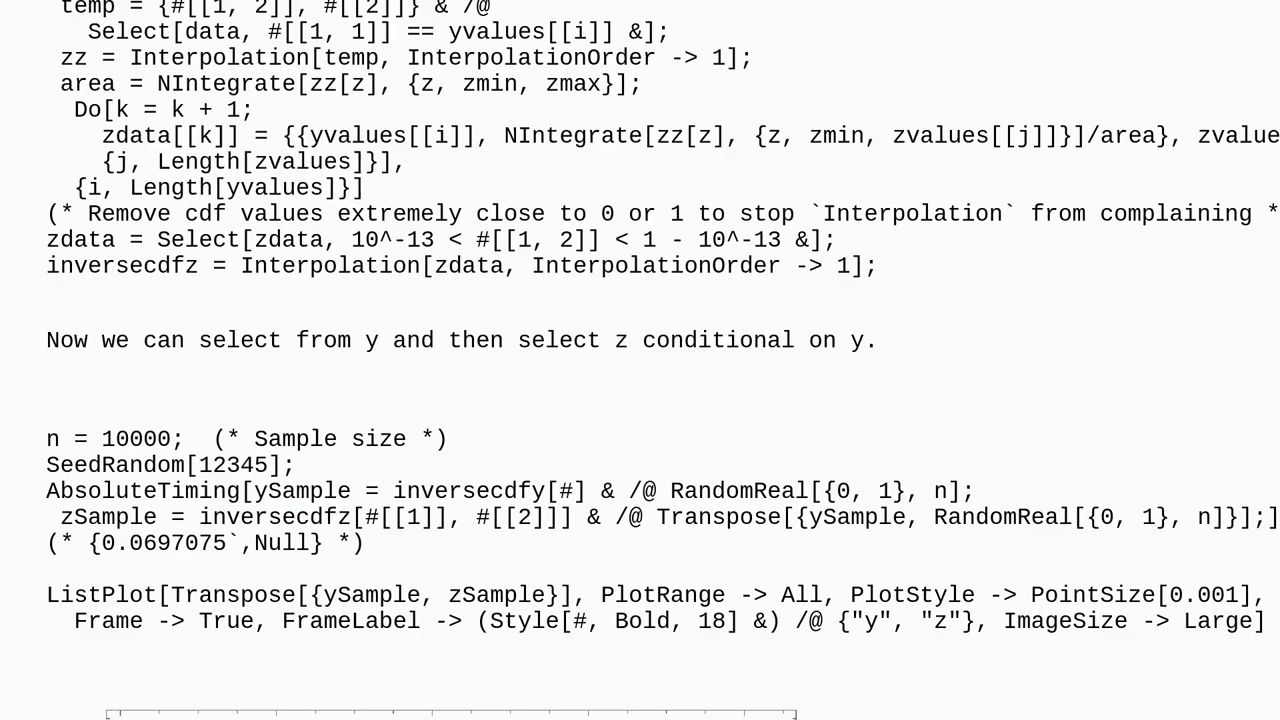 temp = {#[[1, 2]], #[[2]]} & /@
Select[data, #[[1, 1]] == yvalues[[i]] &];
zz = Interpolation[temp, InterpolationOrder -> 1];
area = NIntegrate[zz[z], {z, zmin, zmax}];
Do[k = k + 1;
zdata[[k]] = {{yvalues[[i]], NIntegrate[zz[z], {z, zmin, zvalues[[j]]}]/area}, zvalue
{j, Length[zvalues]}],
{i, Length[yvalues]}]
(* Remove cdf values extremely close to 0 or 1 to stop `Interpolation` from complaining *
zdata = Select[zdata, 10^-13 < #[[1, 2]] < 1 - 10^-13 &];
inversecdfz = Interpolation[zdata, InterpolationOrder -> 1];
Now we can select from y and then select z conditional on y.
n = 10000;  (* Sample size *)
SeedRandom[12345];
AbsoluteTiming[ySample = inversecdfy[#] & /@ RandomReal[{0, 1}, n];
zSample = inversecdfz[#[[1]], #[[2]]] & /@ Transpose[{ySample, RandomReal[{0, 1}, n]}];]
(* {0.0697075`,Null} *)
ListPlot[Transpose[{ySample, zSample}], PlotRange -> All, PlotStyle -> PointSize[0.001],
Frame -> True, FrameLabel -> (Style[#, Bold, 18] &) /@ {"y", "z"}, ImageSize -> Large]